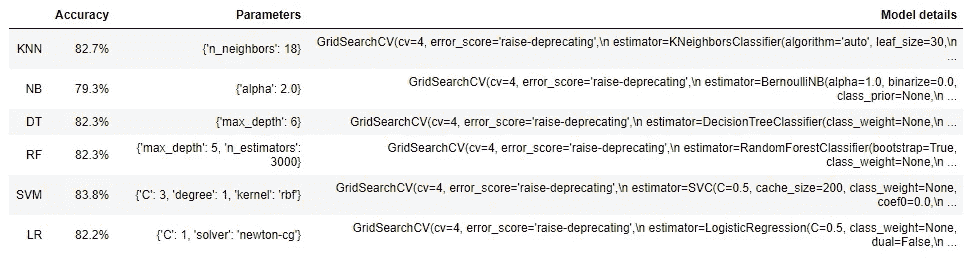 Accuracy Parameters Model details
KNN 82.7% {'n_neighbors': 18} GridSearchCV(cv=4, error_score='raise-deprecating',\n estimator=KNeighborsClassifier(algorithm='auto', leaf_size=30,\n
...
NB 79.3% {'alpha': 2.0} GridSearchCV(cv=4, error_score='raise-deprecating',\n estimator=BernoulliNB(alpha=1.0, binarize=0.0,
class_prior=None,\n ...
DT 82.3% {'max_depth': 6} GridSearchCV(cv=4, error_score='raise-deprecating',\n estimator=DecisionTreeClassifier(class_weight=None,\n ...
RF 82.3% {'max_depth': 5, 'n_estimators': 3000} GridSearchCV(cv=4, error_score='raise-deprecating',\n estimator=RandomForestClassifier(bootstrap=True,
class_weight=None,\n ...
SVM 83.8% {'C': 3, 'degree': 1, 'kernel': 'rbf'} GridSearchCV(cv=4, error_score='raise-deprecating',\n estimator=SVC(C=0.5, cache_size=200, class_weight=None,
coef0=0.0,\n ...
LR 82.2% {'C': 1, 'solver': 'newton-cg'} GridSearchCV(cv=4, error_score='raise-deprecating',\n estimator=LogisticRegression(C=0.5, class_weight=None,
dual=False,\n ...